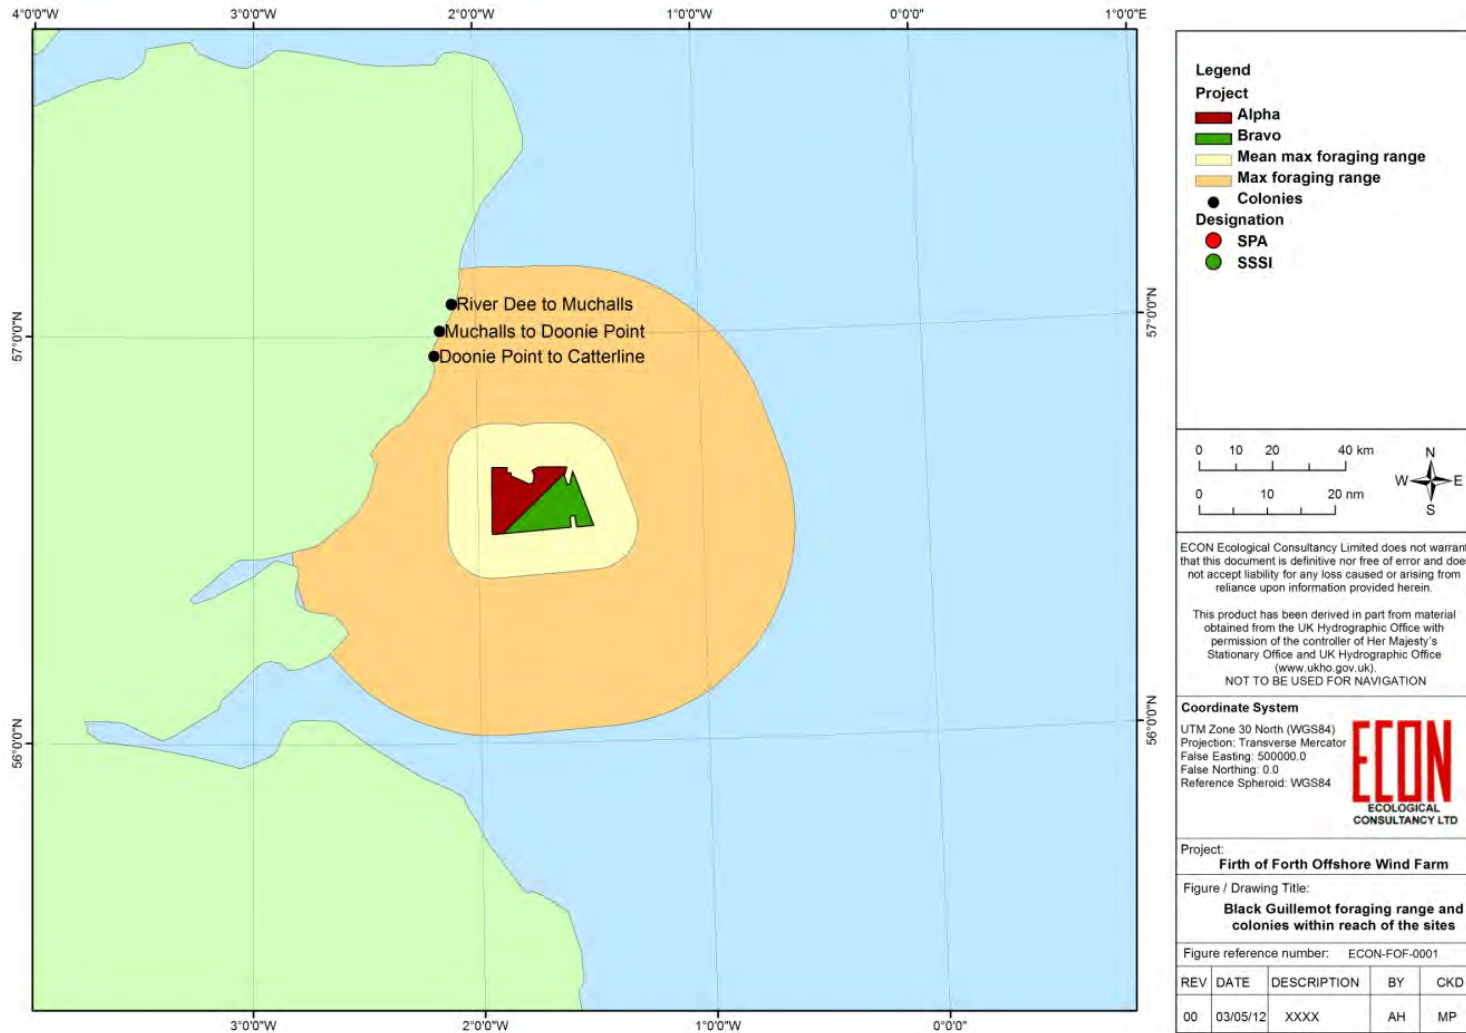 4°0'0"W 3°0'0"W 2°0'0"W 1°0'0"W 0°0'0" 1°0'0"E
57°0'0"N
56°0'0"N
River Dee to Muchalls
Muchalls to Doonie Point
Doonie Point to Catterline
57°0'0"N
56°0'0"N
3°0'0"W 2°0'0"W 1°0'0"W 0°0'0"
Legend
Project
Alpha
Bravo
Mean max foraging range
Max foraging range
Colonies
Designation
SPA
SSSI
0 10 20 40 km
0 10 20 nm
N
W E
S
ECON Ecological Consultancy Limited does not warrant
that this document is definitive nor free of error and doe
not accept liability for any loss caused or arising from
reliance upon information provided herein.
This product has been derived in part from material
obtained from the UK Hydrographic Office with
permission of the controller of Her Majesty's
Stationary Office and UK Hydrographic Office
(www.ukho.gov.uk).
NOT TO BE USED FOR NAVIGATION
Coordinate System
UTM Zone 30 North (WGS84)
Projection: Transverse Mercator
False Easting: 500000.0
False Northing: 0.0
Reference Spheroid: WGS84
ECON
ECOLOGICAL
CONSULTANCY LTD
Project:
Firth of Forth Offshore Wind Farm
Figure / Drawing Title:
Black Guillemot foraging range and
colonies within reach of the sites
Figure reference number: ECON-FOF-0001
REV DATE DESCRIPTION BY CKD
00 03/05/12 XXXX AH MP